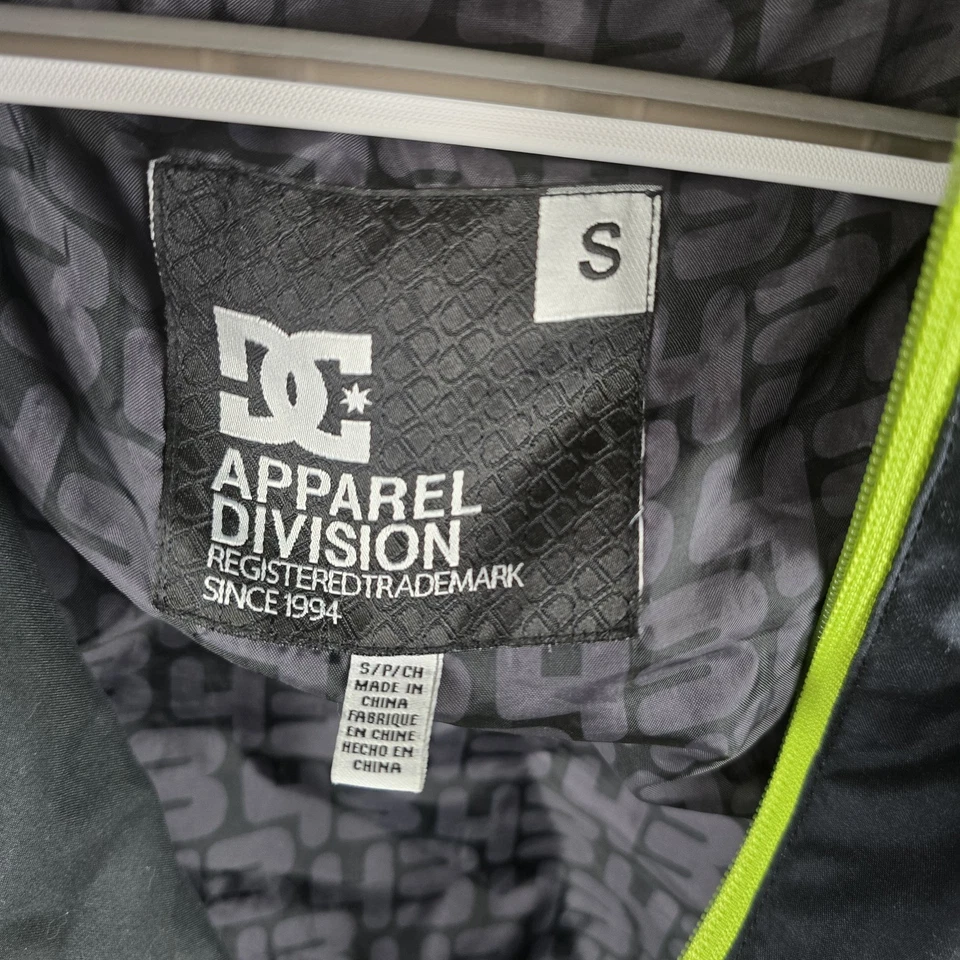 S
DC
APPAREL
DIVISION
REGISTEREDTRADEMARK
SINCE 1994
S/P/CH
MADE IN
CHINA
FABRIQUE
EN CHINE
HECHO EN
CHINA